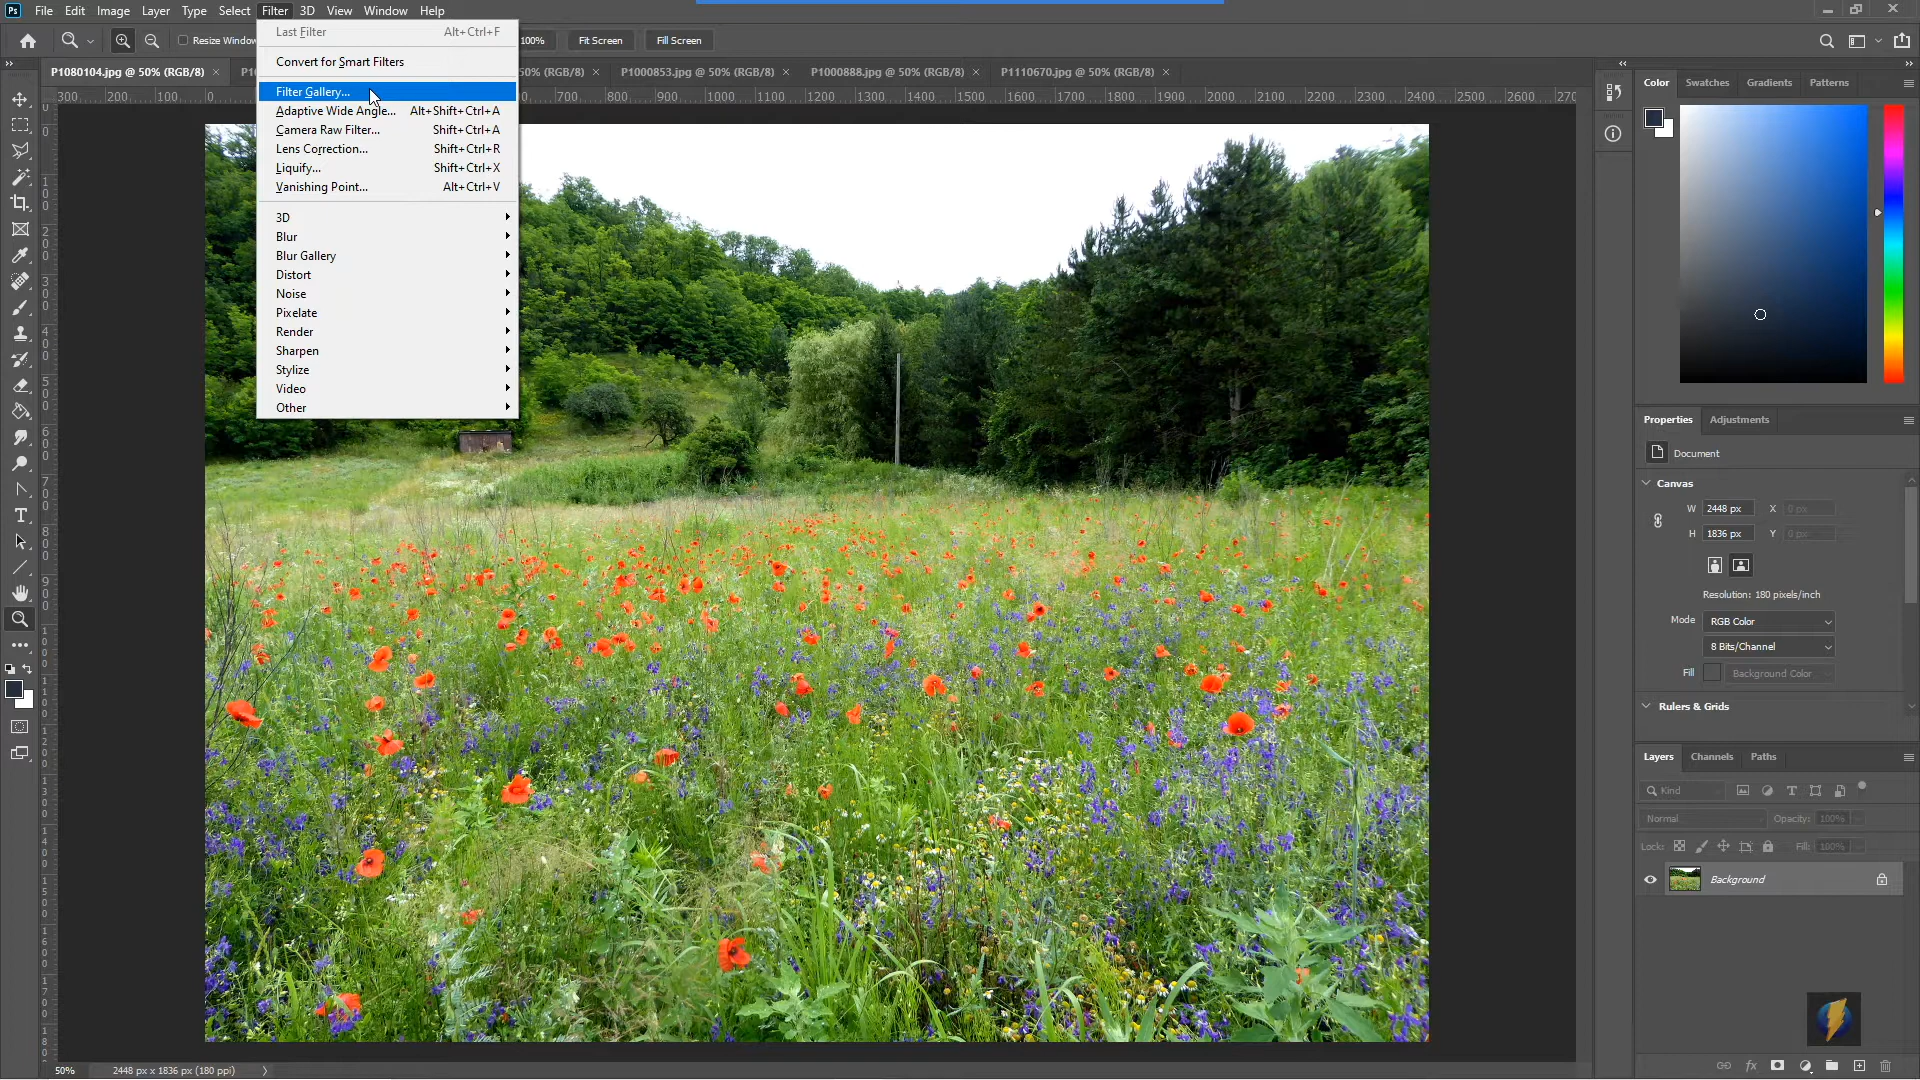 Ps File Edit Image Layer Type Select Filter 3D View Window Help
Resize Window 100% Fit Screen Fill Screen
P1080104.jpg @ 50% (RGB/8) × 50% (RGB/8) × P1000853.jpg @ 50% (RGB/8) × P1000888.jpg @ 50% (RGB/8) × P1110670.jpg @ 50% (RGB/8) ×
300 200 100 0 700 800 900 1000 1100 1200 1300 1400 1500 1600 1700 1800 1900 2000 2100 2200 2300 2400 2500 2600
Last Filter Alt+Ctrl+F
Convert for Smart Filters
Filter Gallery...
Adaptive Wide Angle... Alt+Shift+Ctrl+A
Camera Raw Filter... Shift+Ctrl+A
Lens Correction... Shift+Ctrl+R
Liquify... Shift+Ctrl+X
Vanishing Point... Alt+Ctrl+V
3D
Blur
Blur Gallery
Distort
Noise
Pixelate
Render
Sharpen
Stylize
Video
Other
Color Swatches Gradients Patterns
Properties Adjustments
Document
Canvas
W 2448 px X 0 px
H 1836 px Y 0 px
Resolution: 180 pixels/inch
Mode RGB Color
8 Bits/Channel
Fill Background Color
Rulers & Grids
Layers Channels Paths
Kind
Normal Opacity: 100%
Lock: Fill: 100%
Background
50% 2448 px x 1836 px (180 ppi)